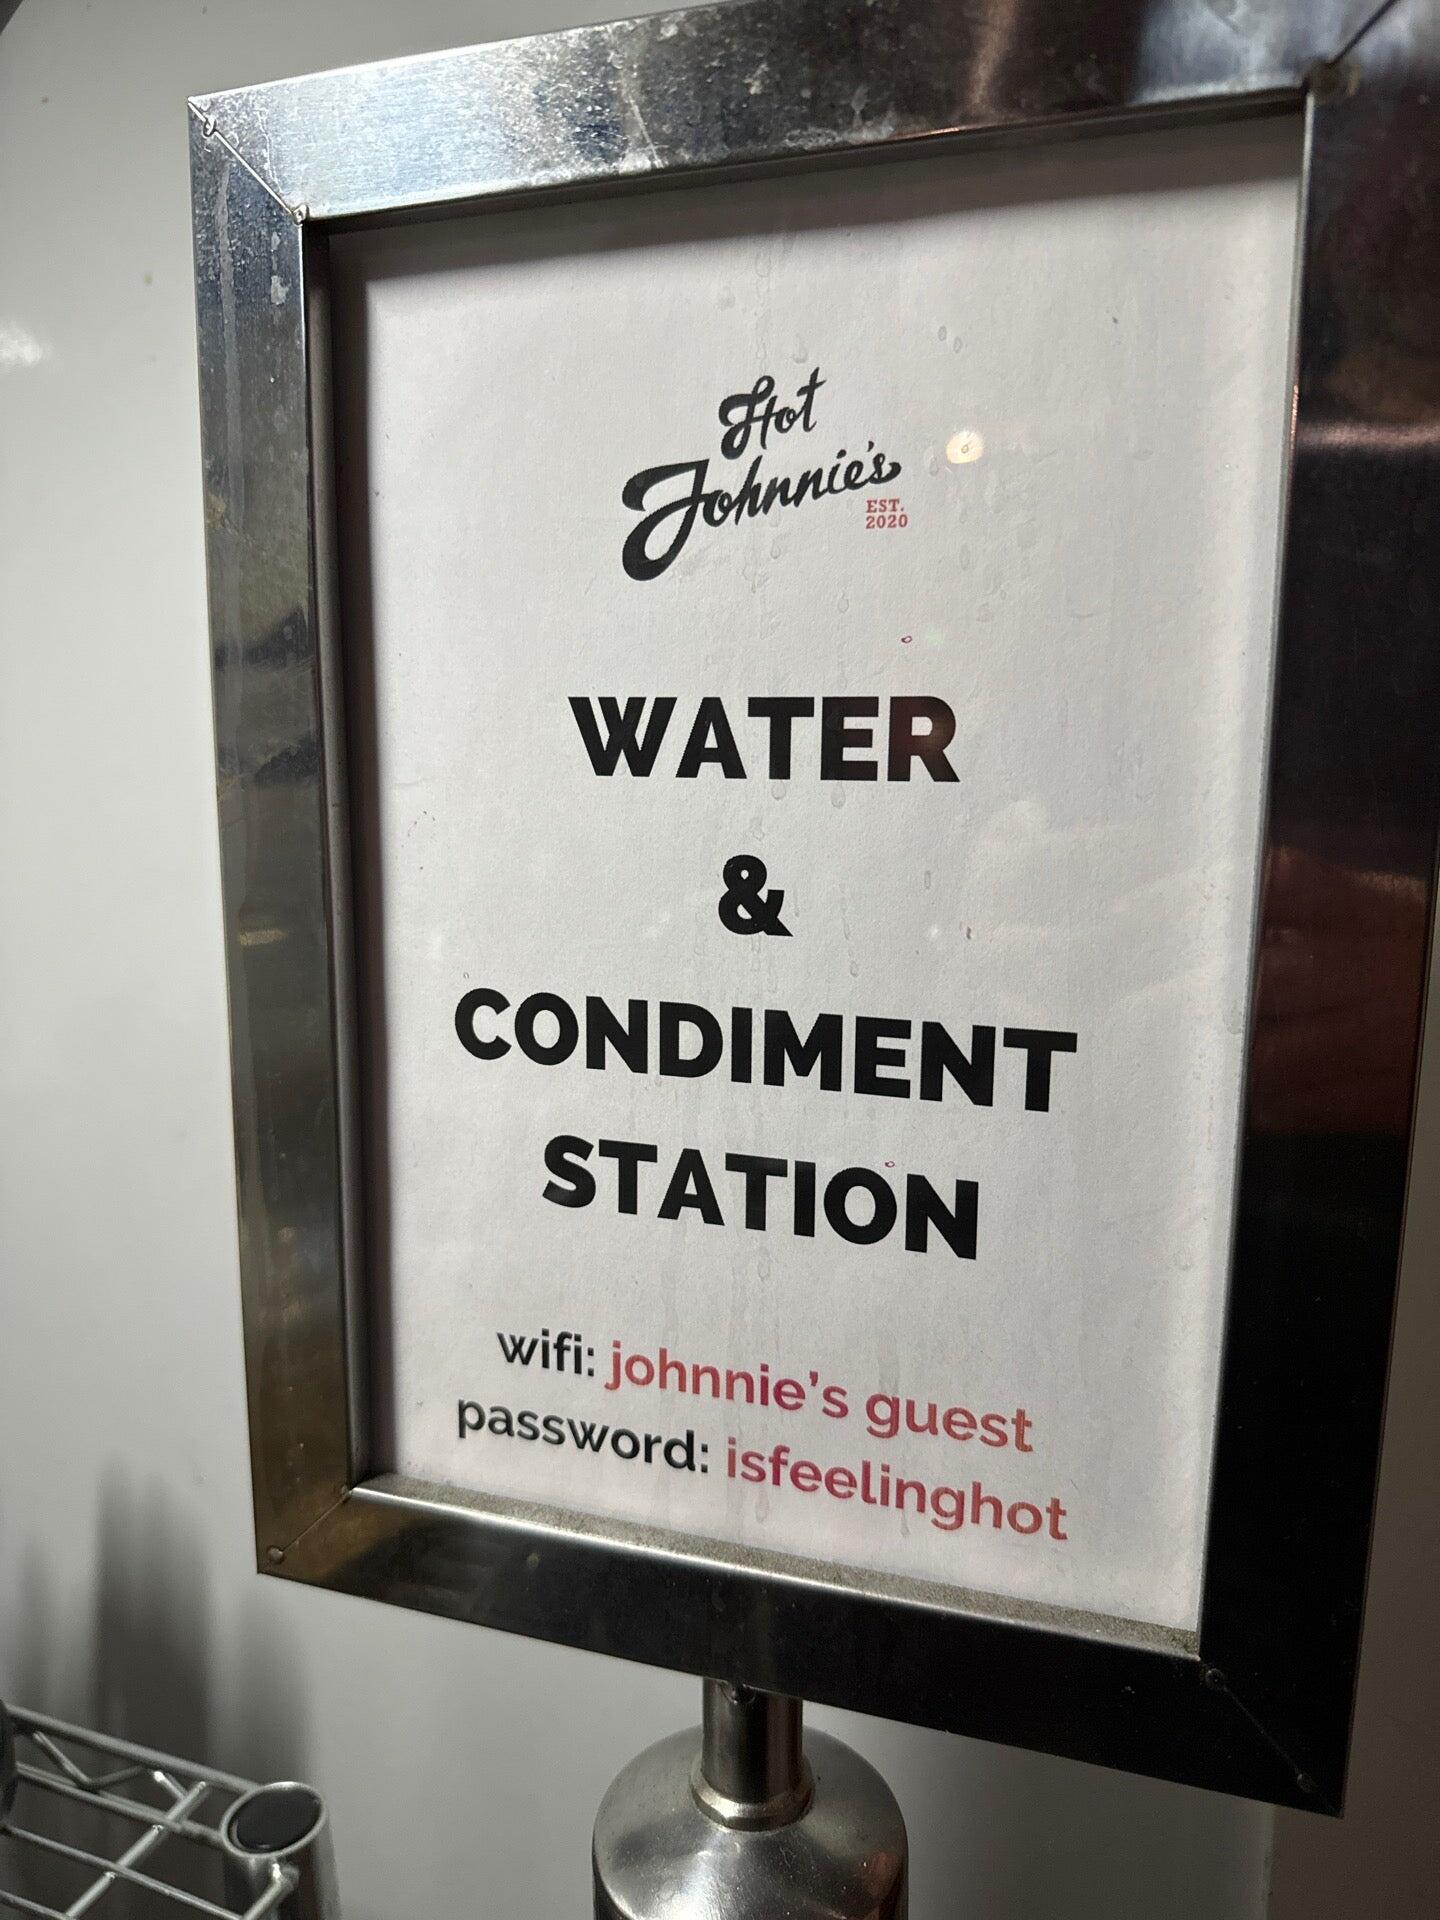 Hot
Johnnie's
EST.
2020
WATER
&
CONDIMENT
STATION
wifi: johnnie's guest
password: isfeelinghot